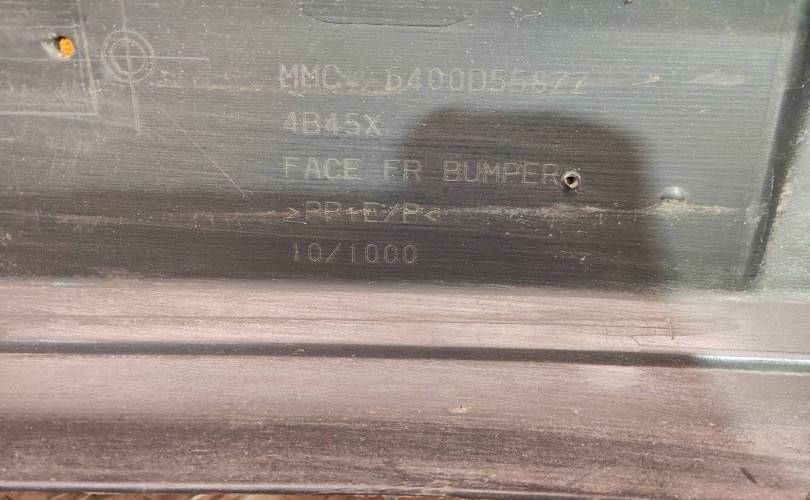 MMC 6400D558ZZ
4B45X
FACE FR BUMPER
>PP+E/P<
10/1000